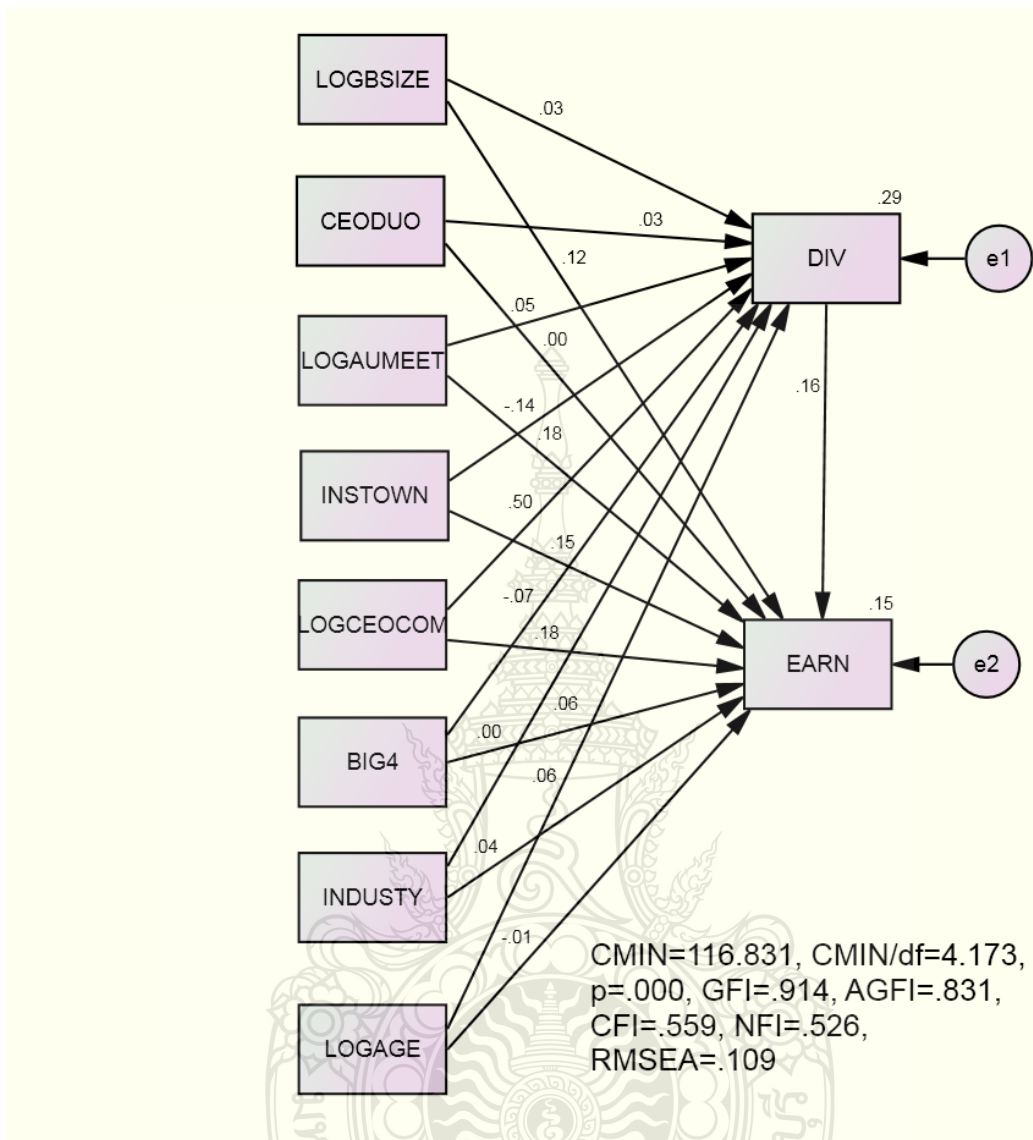 LOGBSIZE
.03
CEODUO
.03
.29
DIV
e1
.12
LOGAUMEET
.05
.00
-.14
.18
.16
INSTOWN
.50
.15
LOGCEOCOM
-.07
.18
.15
EARN
e2
.06
BIG4
.00
.06
INDUSTY
.04
-.01
LOGAGE
CMIN=116.831, CMIN/df=4.173,
p=.000, GFI=.914, AGFI=.831,
CFI=.559, NFI=.526,
RMSEA=.109